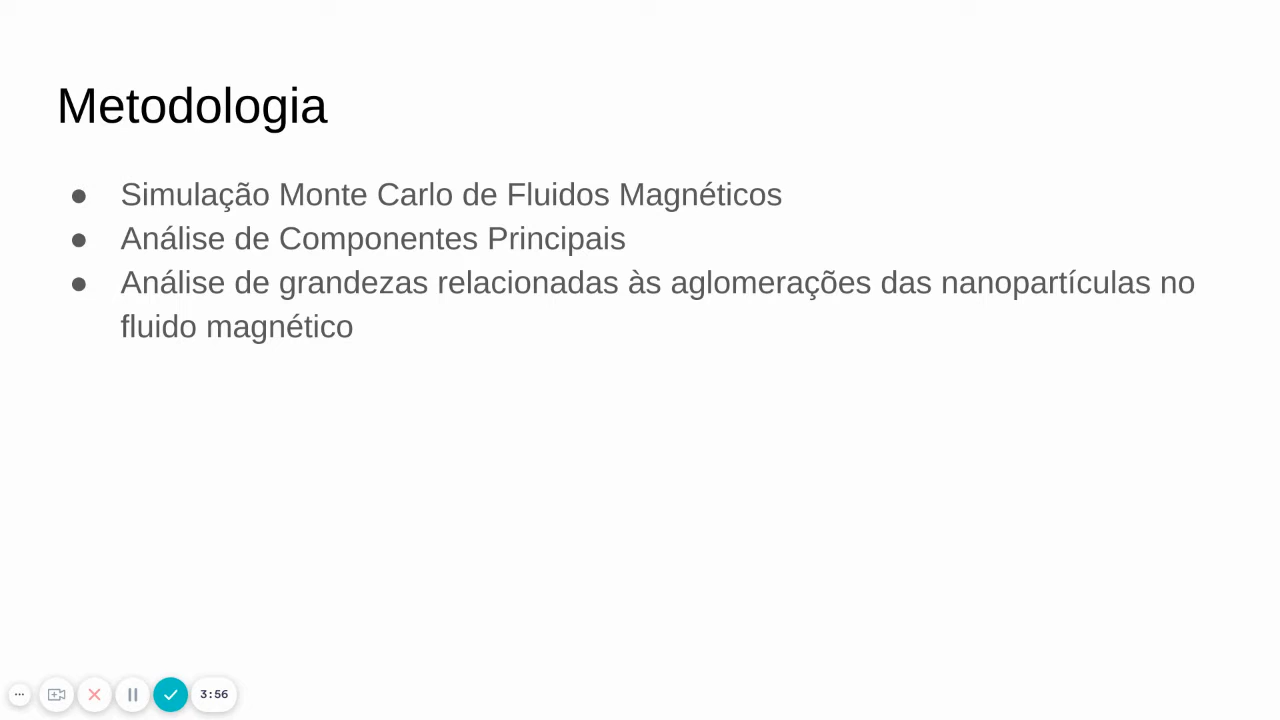 Metodologia
● Simulação Monte Carlo de Fluidos Magnéticos
● Análise de Componentes Principais
● Análise de grandezas relacionadas às aglomerações das nanopartículas no
fluido magnético
3:56